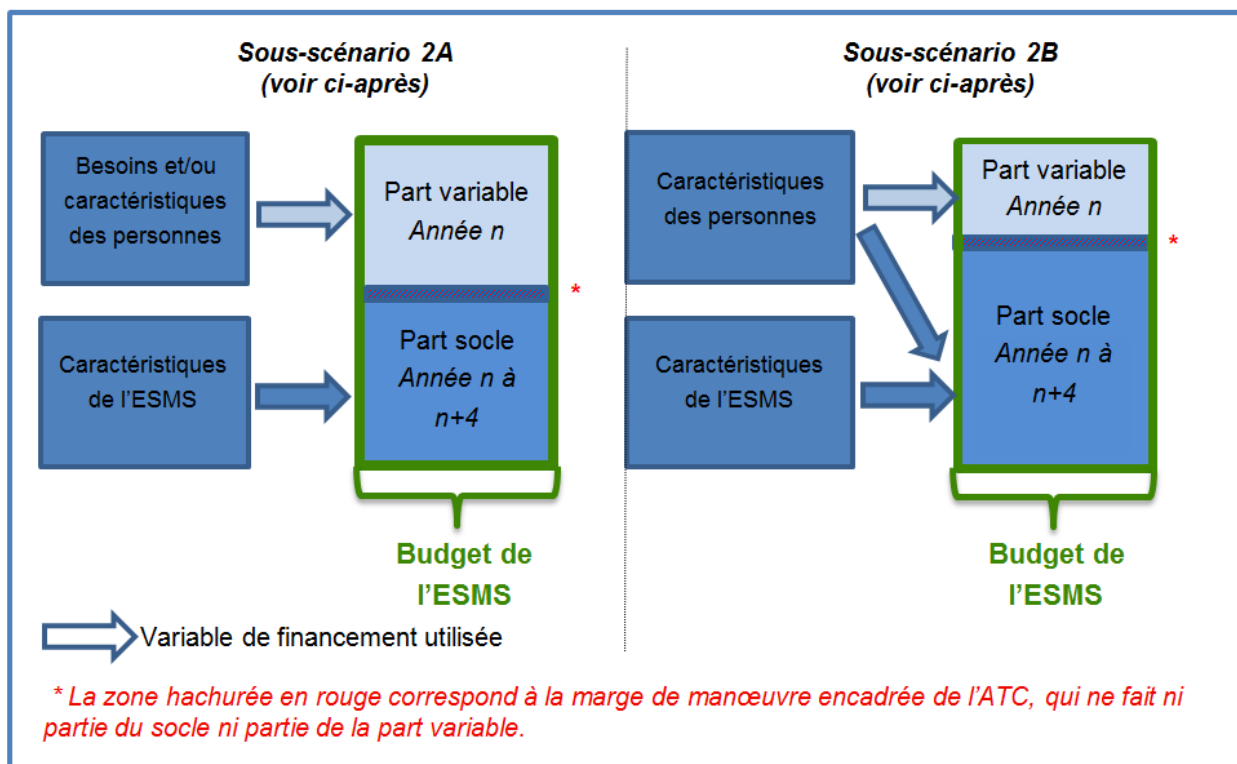 Sous-scénario 2A
(voir ci-après)
Besoins et/ou
caractéristiques
des personnes
Part variable
Année n
*
Caractéristiques
de l'ESMS
Part socle
Année n à
n+4
Budget de
l'ESMS
Sous-scénario 2B
(voir ci-après)
Caractéristiques
des personnes
Part variable
Année n
*
Caractéristiques
de l'ESMS
Part socle
Année n à
n+4
Budget de
l'ESMS
Variable de financement utilisée
* La zone hachurée en rouge correspond à la marge de manœuvre encadrée de l'ATC, qui ne fait ni
partie du socle ni partie de la part variable.